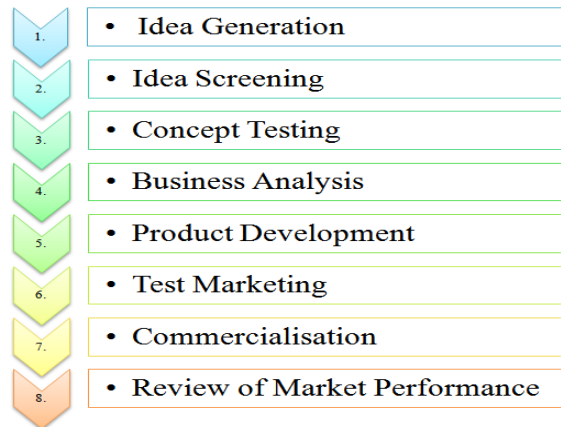 1. • Idea Generation
2. • Idea Screening
3. • Concept Testing
4. • Business Analysis
5. • Product Development
6. • Test Marketing
7. • Commercialisation
8. • Review of Market Performance